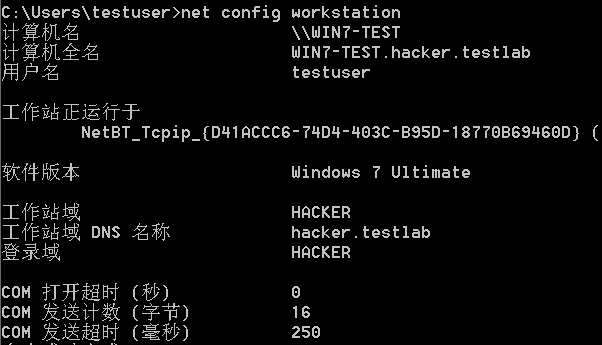 C:\Users\testuser>net config workstation
计算机名 \\WIN7-TEST
计算机全名 WIN7-TEST.hacker.testlab
用户名 testuser
工作站正运行于
NetBT_Tcpip_{D41ACCC6-74D4-403C-B95D-18770B69460D} (
软件版本 Windows 7 Ultimate
工作站域 HACKER
工作站域 DNS 名称 hacker.testlab
登录域 HACKER
COM 打开超时 (秒) 0
COM 发送计数 (字节) 16
COM 发送超时 (毫秒) 250